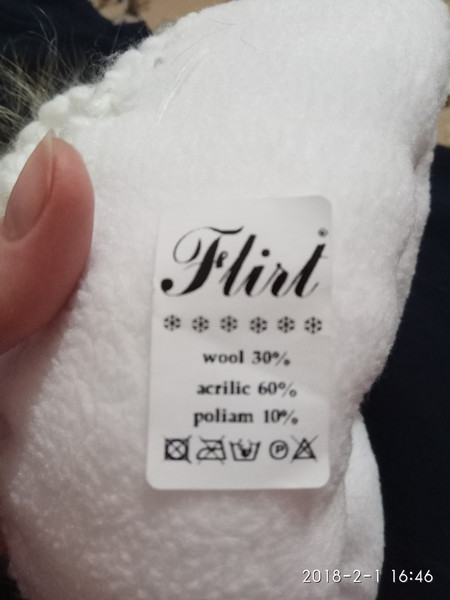 Flirt®
wool 30%
acrilic 60%
poliam 10%
P
2018-2-1 16:46